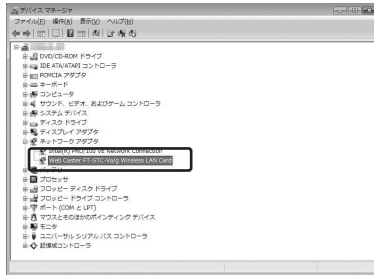 デバイス マネージャ
ファイル(F) 操作(A) 表示(V) ヘルプ(H)
DVD/CD-ROM ドライブ
IDE ATA/ATAPI コントローラ
PCMCIA アダプタ
キーボード
コンピュータ
サウンド、ビデオ、およびゲーム コントローラ
システム デバイス
ディスク ドライブ
ディスプレイ アダプタ
ネットワーク アダプタ
Intel(R) PRO/100 VE Network Connection
Web Caster FT-STC-Va/g Wireless LAN Card
バッテリ
プロセッサ
フロッピー ディスク ドライブ
フロッピー ドライブ コントローラ
ポート (COM と LPT)
マウスとそのほかのポインティング デバイス
モニタ
ユニバーサル シリアル バス コントローラ
記憶域コントローラ